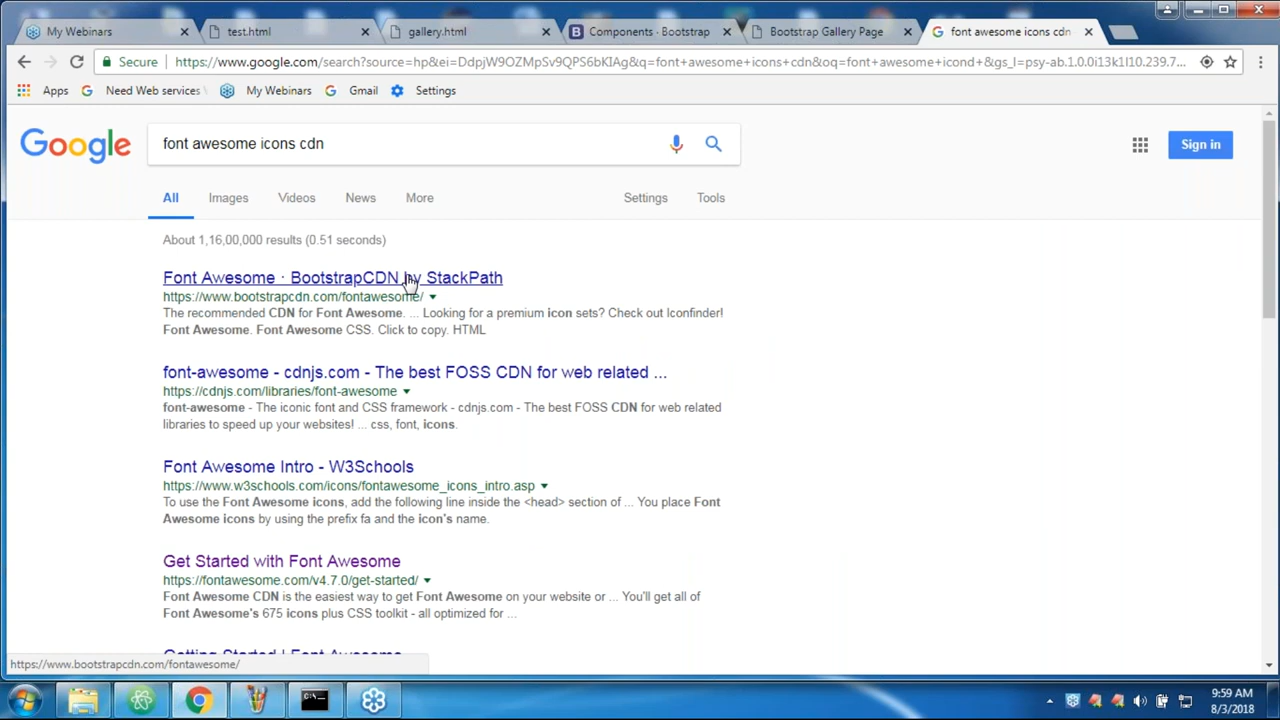 My Webinars
test.html
gallery.html
Components · Bootstrap
Bootstrap Gallery Page
font awesome icons cdn
Secure https://www.google.com/search?source=hp&ei=DdpjW9OZMpSv9QPS6bKIAg&q=font+awesome+icons+cdn&oq=font+awesome+icond+&gs_l=psy-ab.1.0.0i13k1l10.239.7...
Apps
Need Web services
My Webinars
Gmail
Settings
Google
font awesome icons cdn
Sign in
All Images Videos News More Settings Tools
About 1,16,00,000 results (0.51 seconds)
Font Awesome · BootstrapCDN by StackPath
https://www.bootstrapcdn.com/fontawesome/
The recommended CDN for Font Awesome. ... Looking for a premium icon sets? Check out Iconfinder!
Font Awesome. Font Awesome CSS. Click to copy. HTML
font-awesome - cdnjs.com - The best FOSS CDN for web related ...
https://cdnjs.com/libraries/font-awesome
font-awesome - The iconic font and CSS framework - cdnjs.com - The best FOSS CDN for web related
libraries to speed up your websites! ... css, font, icons.
Font Awesome Intro - W3Schools
https://www.w3schools.com/icons/fontawesome_icons_intro.asp
To use the Font Awesome icons, add the following line inside the <head> section of ... You place Font
Awesome icons by using the prefix fa and the icon's name.
Get Started with Font Awesome
https://fontawesome.com/v4.7.0/get-started/
Font Awesome CDN is the easiest way to get Font Awesome on your website or ... You'll get all of
Font Awesome's 675 icons plus CSS toolkit - all optimized for ...
Getting Started | Font Awesome
https://www.bootstrapcdn.com/fontawesome/
9:59 AM
8/3/2018